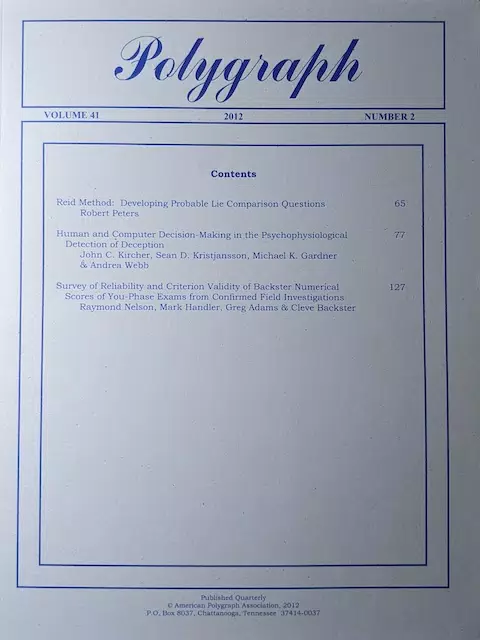 Polygraph
VOLUME 41 2012 NUMBER 2
Contents
Reid Method: Developing Probable Lie Comparison Questions 65
Robert Peters
Human and Computer Decision-Making in the Psychophysiological 77
Detection of Deception
John C. Kircher, Sean D. Kristjansson, Michael K. Gardner
& Andrea Webb
Survey of Reliability and Criterion Validity of Backster Numerical 127
Scores of You-Phase Exams from Confirmed Field Investigations
Raymond Nelson, Mark Handler, Greg Adams & Cleve Backster
Published Quarterly
© American Polygraph Association, 2012
P.O. Box 8037, Chattanooga, Tennessee 37414-0037